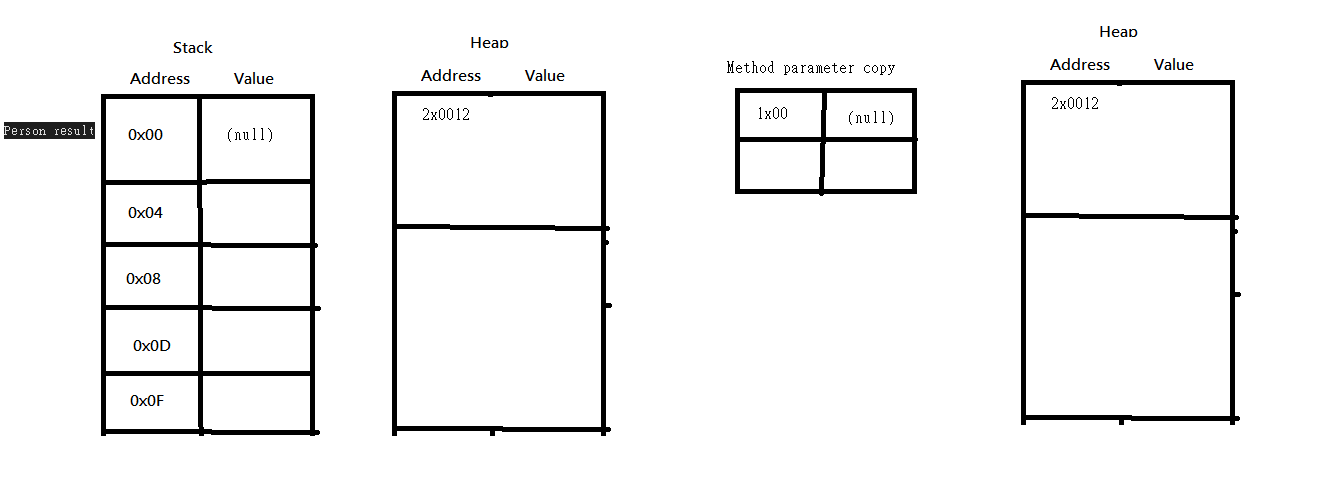 Stack
Address Value
Person result
0x00 (null)
0x04
0x08
0x0D
0x0F
Heap
Address Value
2x0012
Method parameter copy
1x00 (null)
Heap
Address Value
2x0012